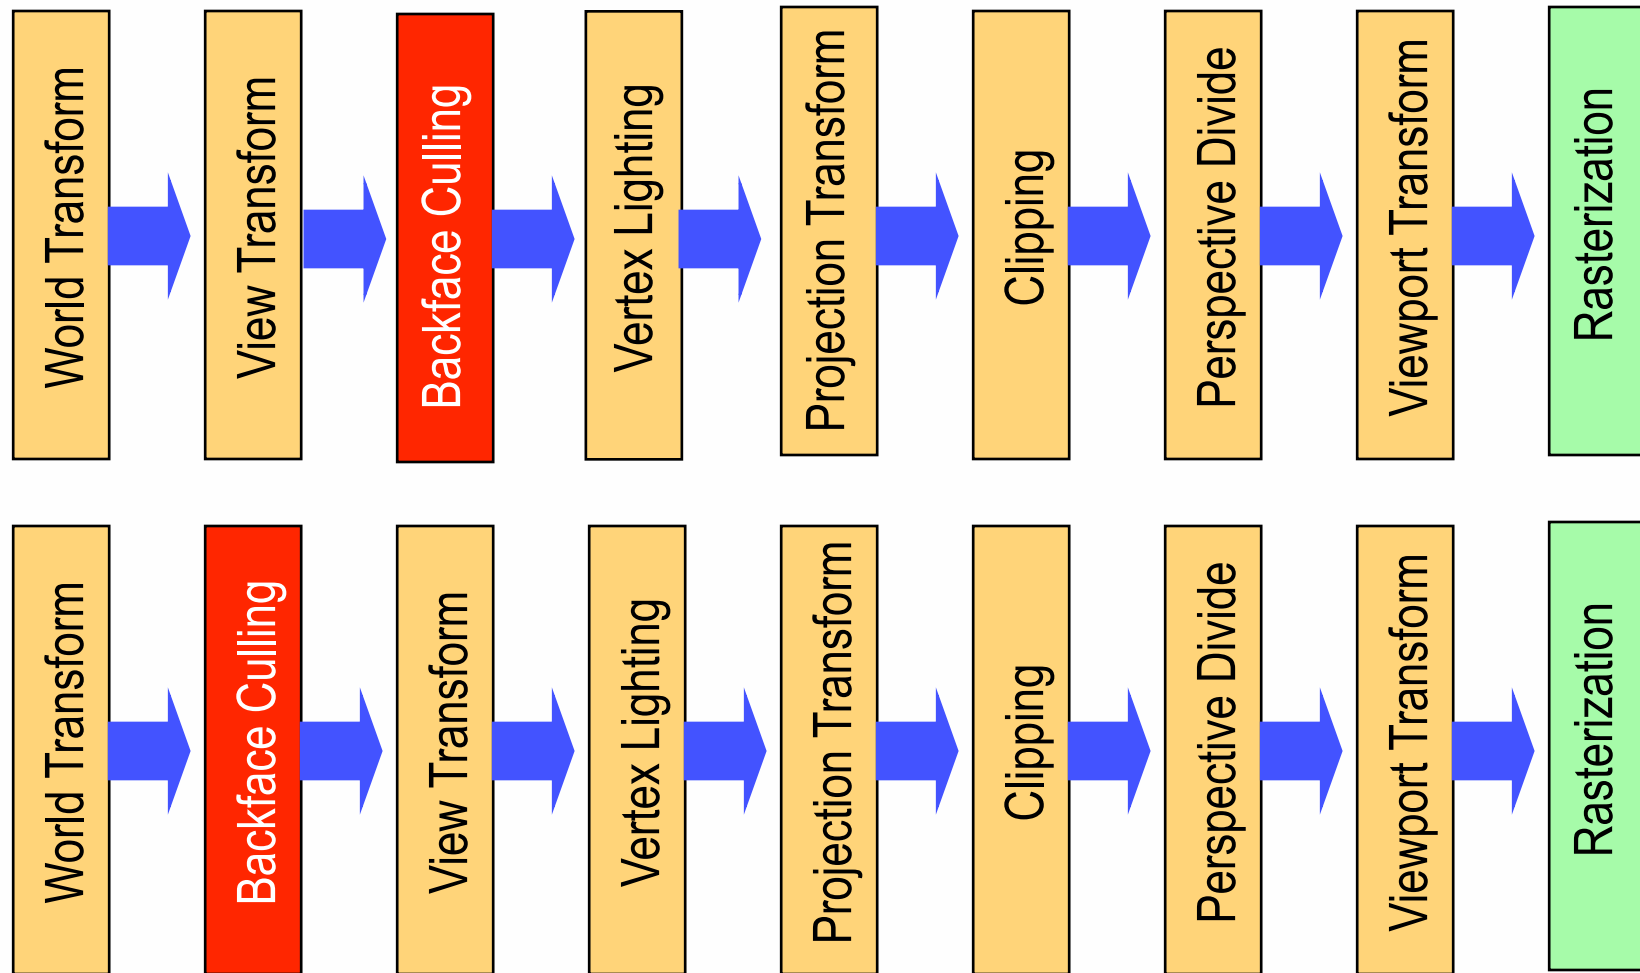 World Transform
View Transform
Backface Culling
Vertex Lighting
Projection Transform
Clipping
Perspective Divide
Viewport Transform
Rasterization
World Transform
Backface Culling
View Transform
Vertex Lighting
Projection Transform
Clipping
Perspective Divide
Viewport Transform
Rasterization